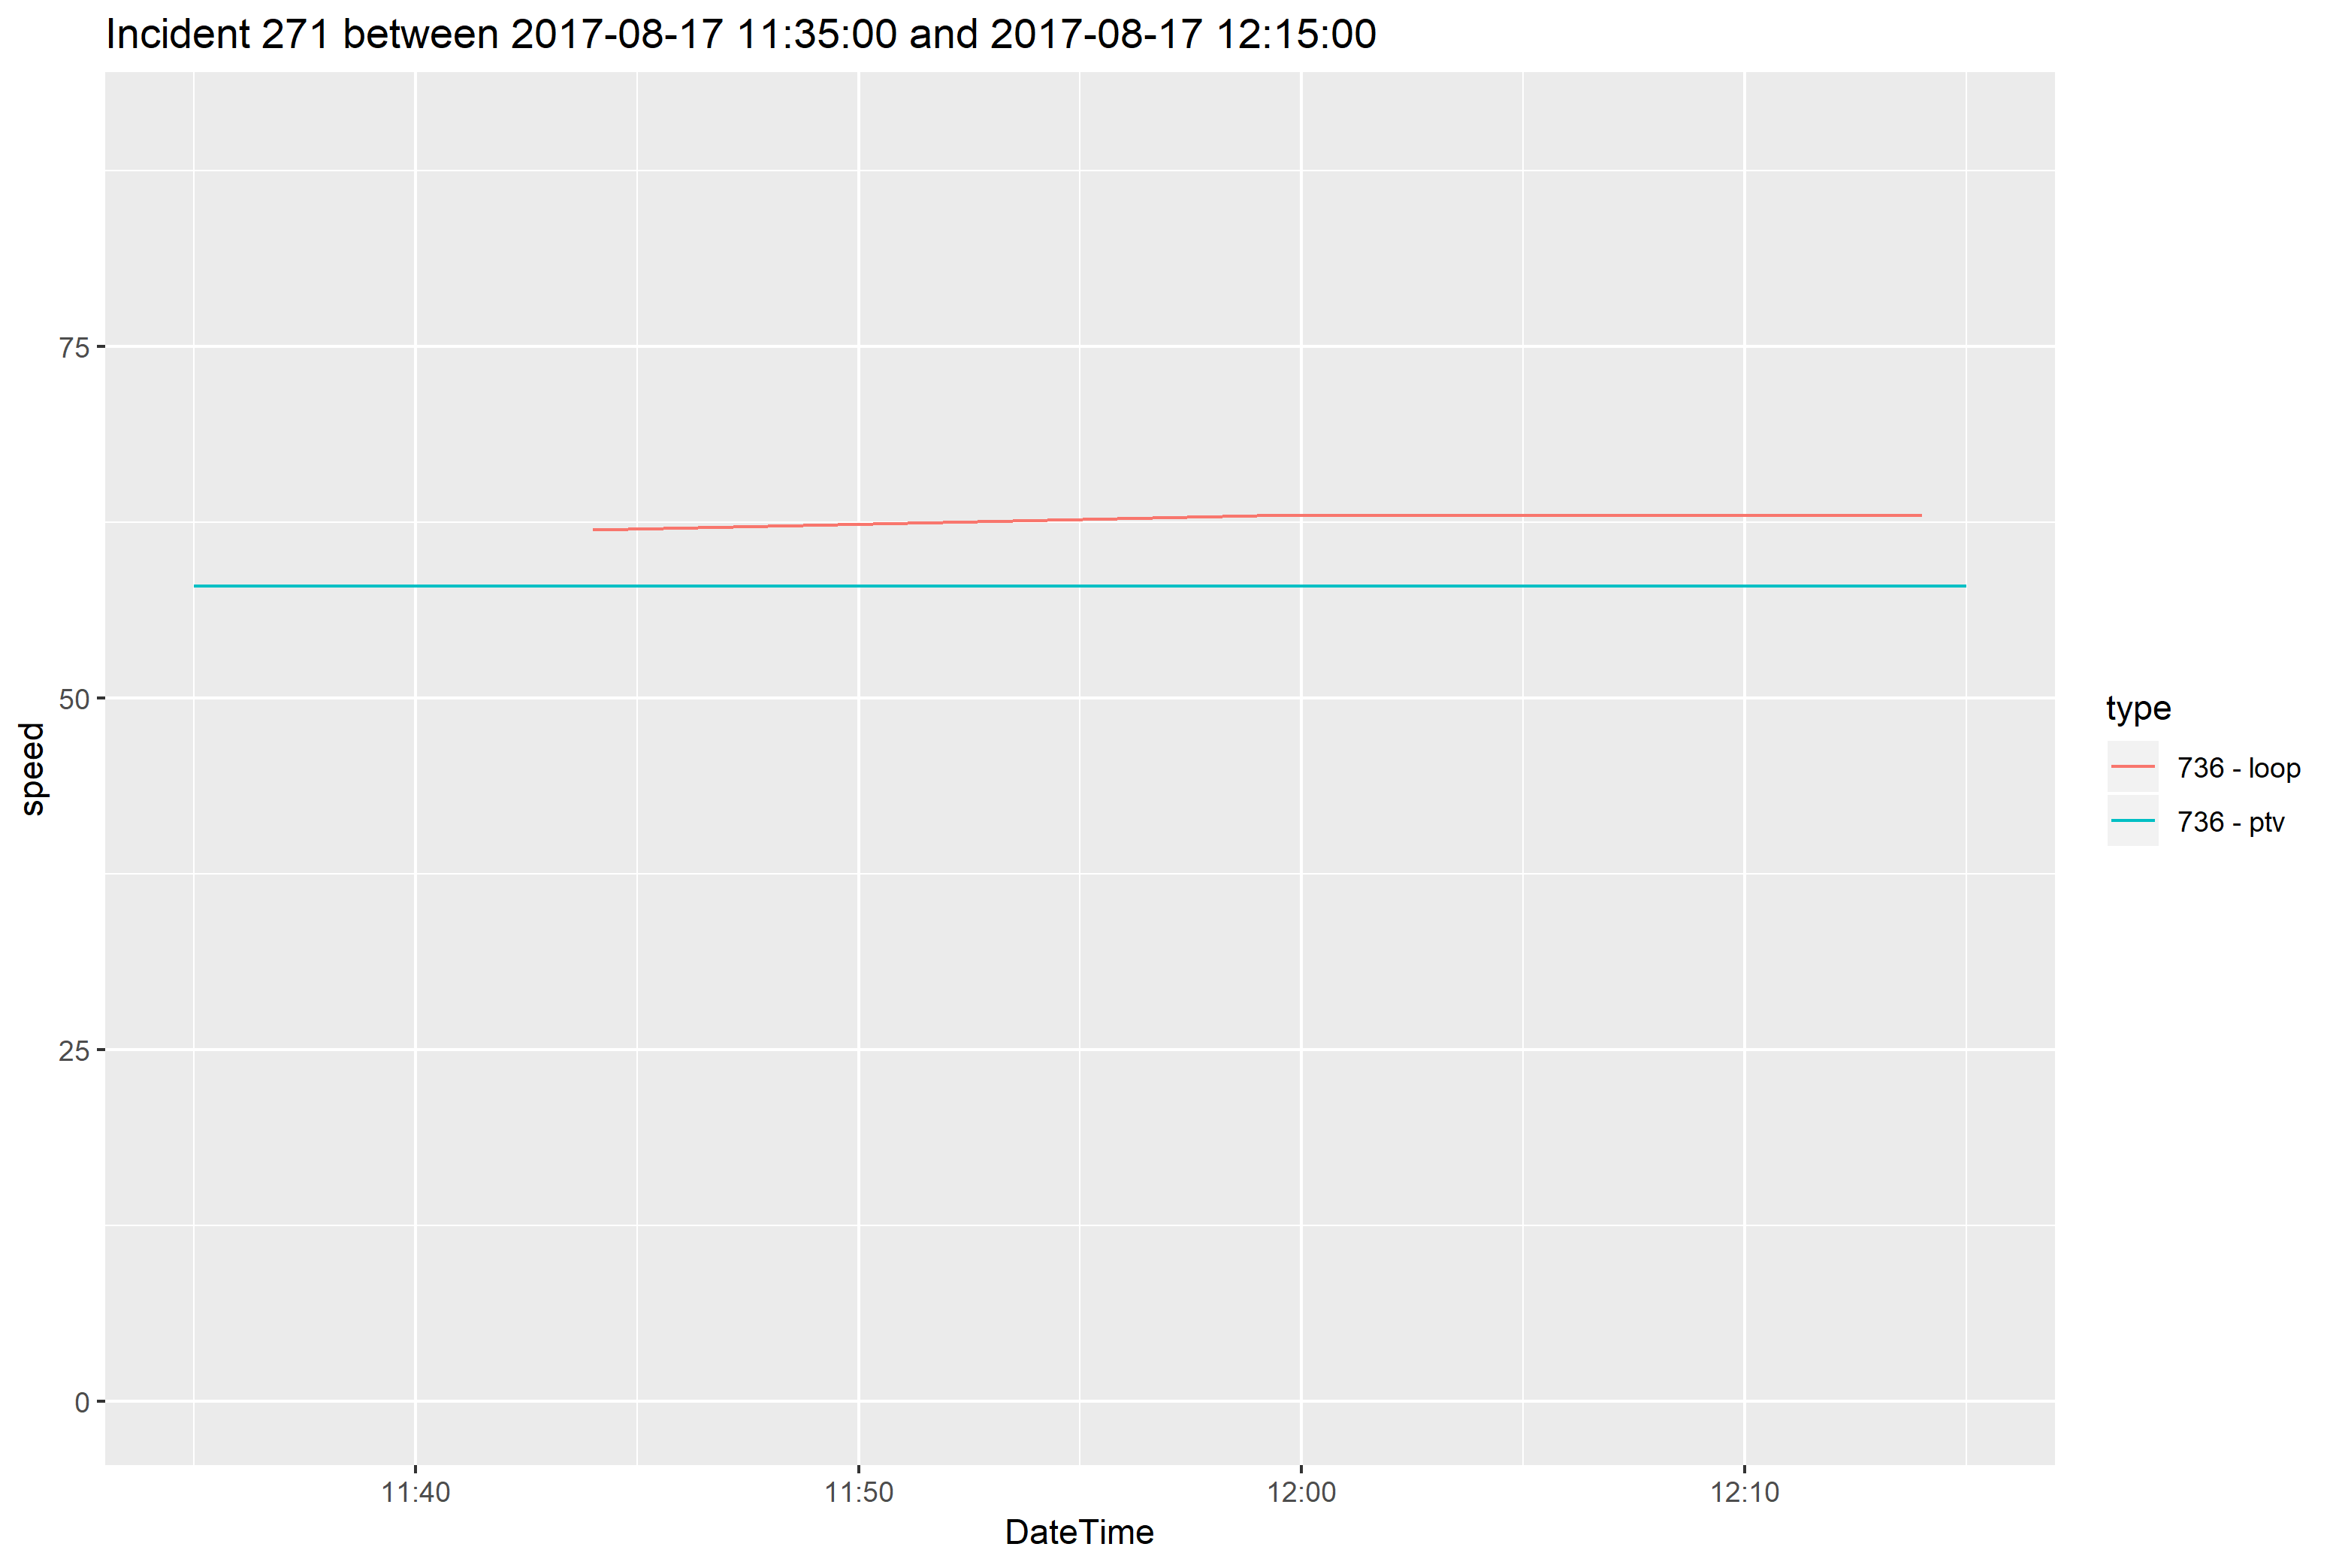 Incident 271 between 2017-08-17 11:35:00 and 2017-08-17 12:15:00
75
50
25
0
speed
11:40 11:50 12:00 12:10
DateTime
type
736 - loop
736 - ptv